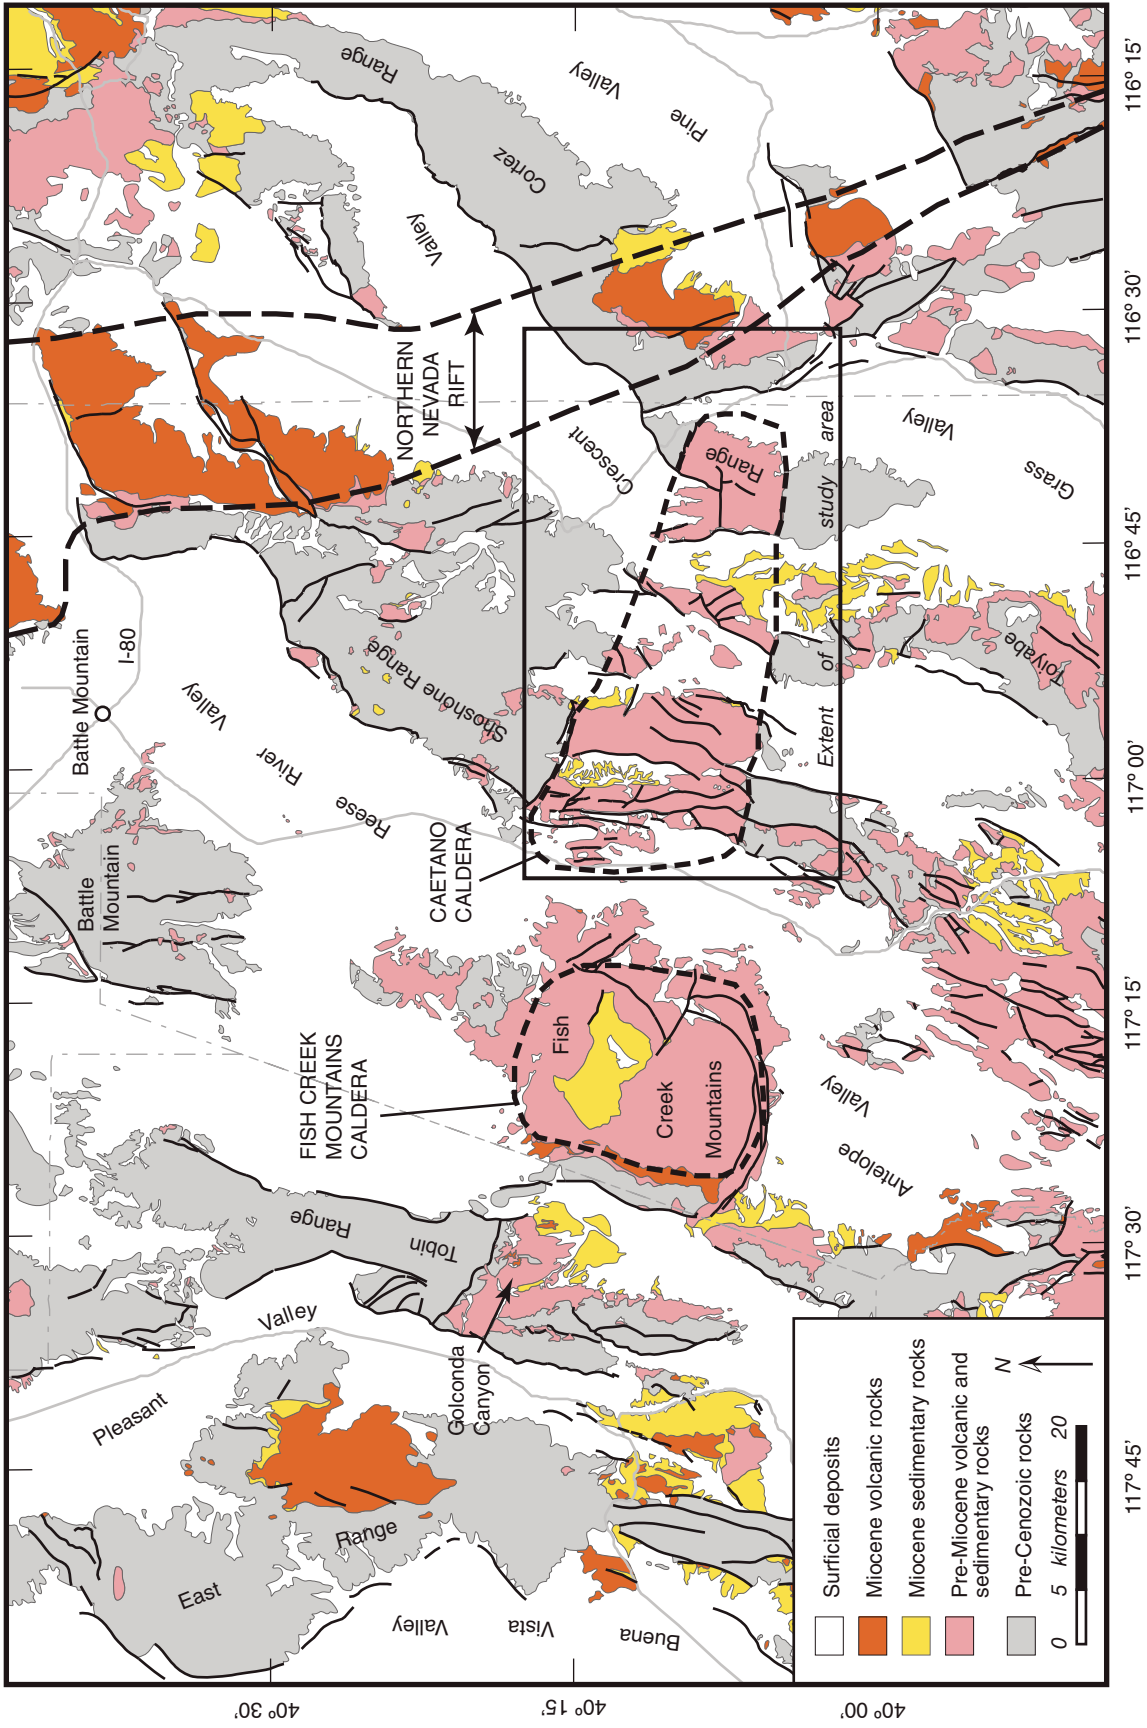 Battle
Mountain
Battle Mountain
I-80
Reese
River
Valley
Shoshone Range
NORTHERN
NEVADA
RIFT
Valley
Crescent
Cortez
Range
Pine
Valley
Pleasant
Valley
East
Range
Tobin
Range
Golconda
Canyon
FISH CREEK
MOUNTAINS
CALDERA
Fish
Creek
Mountains
CAETANO
CALDERA
Range
Extent of study area
Toiyabe
Grass
Valley
Antelope
Valley
Buena
Vista
Valley
Surficial deposits
Miocene volcanic rocks
Miocene sedimentary rocks
Pre-Miocene volcanic and
sedimentary rocks
Pre-Cenozoic rocks
0 5 kilometers 20
N
40° 30'
40° 15'
40° 00'
117° 45'
117° 30'
117° 15'
117° 00'
116° 45'
116° 30'
116° 15'